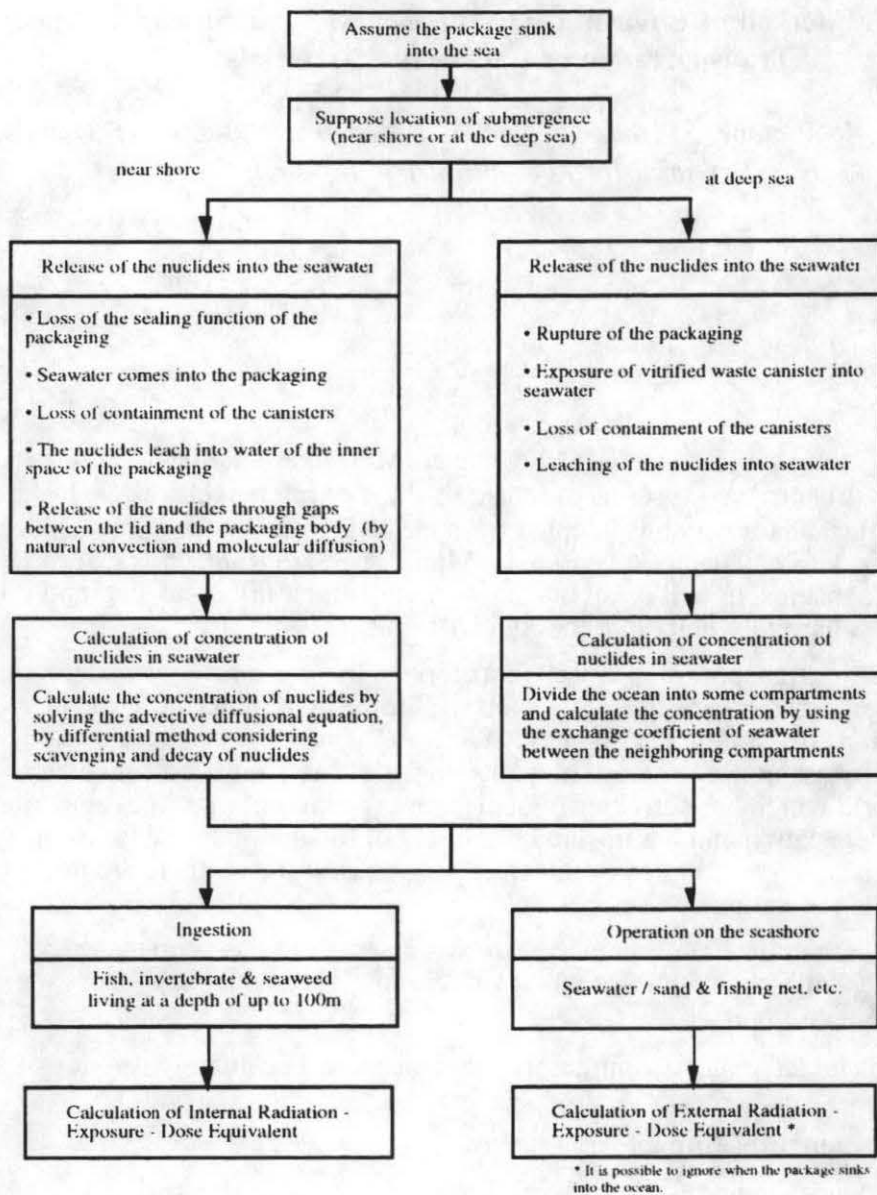 Assume the package sunk
into the sea
Suppose location of submergence
(near shore or at the deep sea)
near shore
at deep sea
Release of the nuclides into the seawater
• Loss of the sealing function of the
packaging
• Seawater comes into the packaging
• Loss of containment of the canisters
• The nuclides leach into water of the inner
space of the packaging
• Release of the nuclides through gaps
between the lid and the packaging body (by
natural convection and molecular diffusion)
Release of the nuclides into the seawater
• Rupture of the packaging
• Exposure of vitrified waste canister into
seawater
• Loss of containment of the canisters
• Leaching of the nuclides into seawater
Calculation of concentration of
nuclides in seawater
Calculate the concentration of nuclides by
solving the advective diffusional equation,
by differential method considering
scavenging and decay of nuclides
Calculation of concentration of
nuclides in seawater
Divide the ocean into some compartments
and calculate the concentration by using
the exchange coefficient of seawater
between the neighboring compartments
Ingestion
Fish, invertebrate & seaweed
living at a depth of up to 100m
Operation on the seashore
Seawater / sand & fishing net, etc.
Calculation of Internal Radiation -
Exposure - Dose Equivalent
Calculation of External Radiation -
Exposure - Dose Equivalent *
* It is possible to ignore when the package sinks
into the ocean.